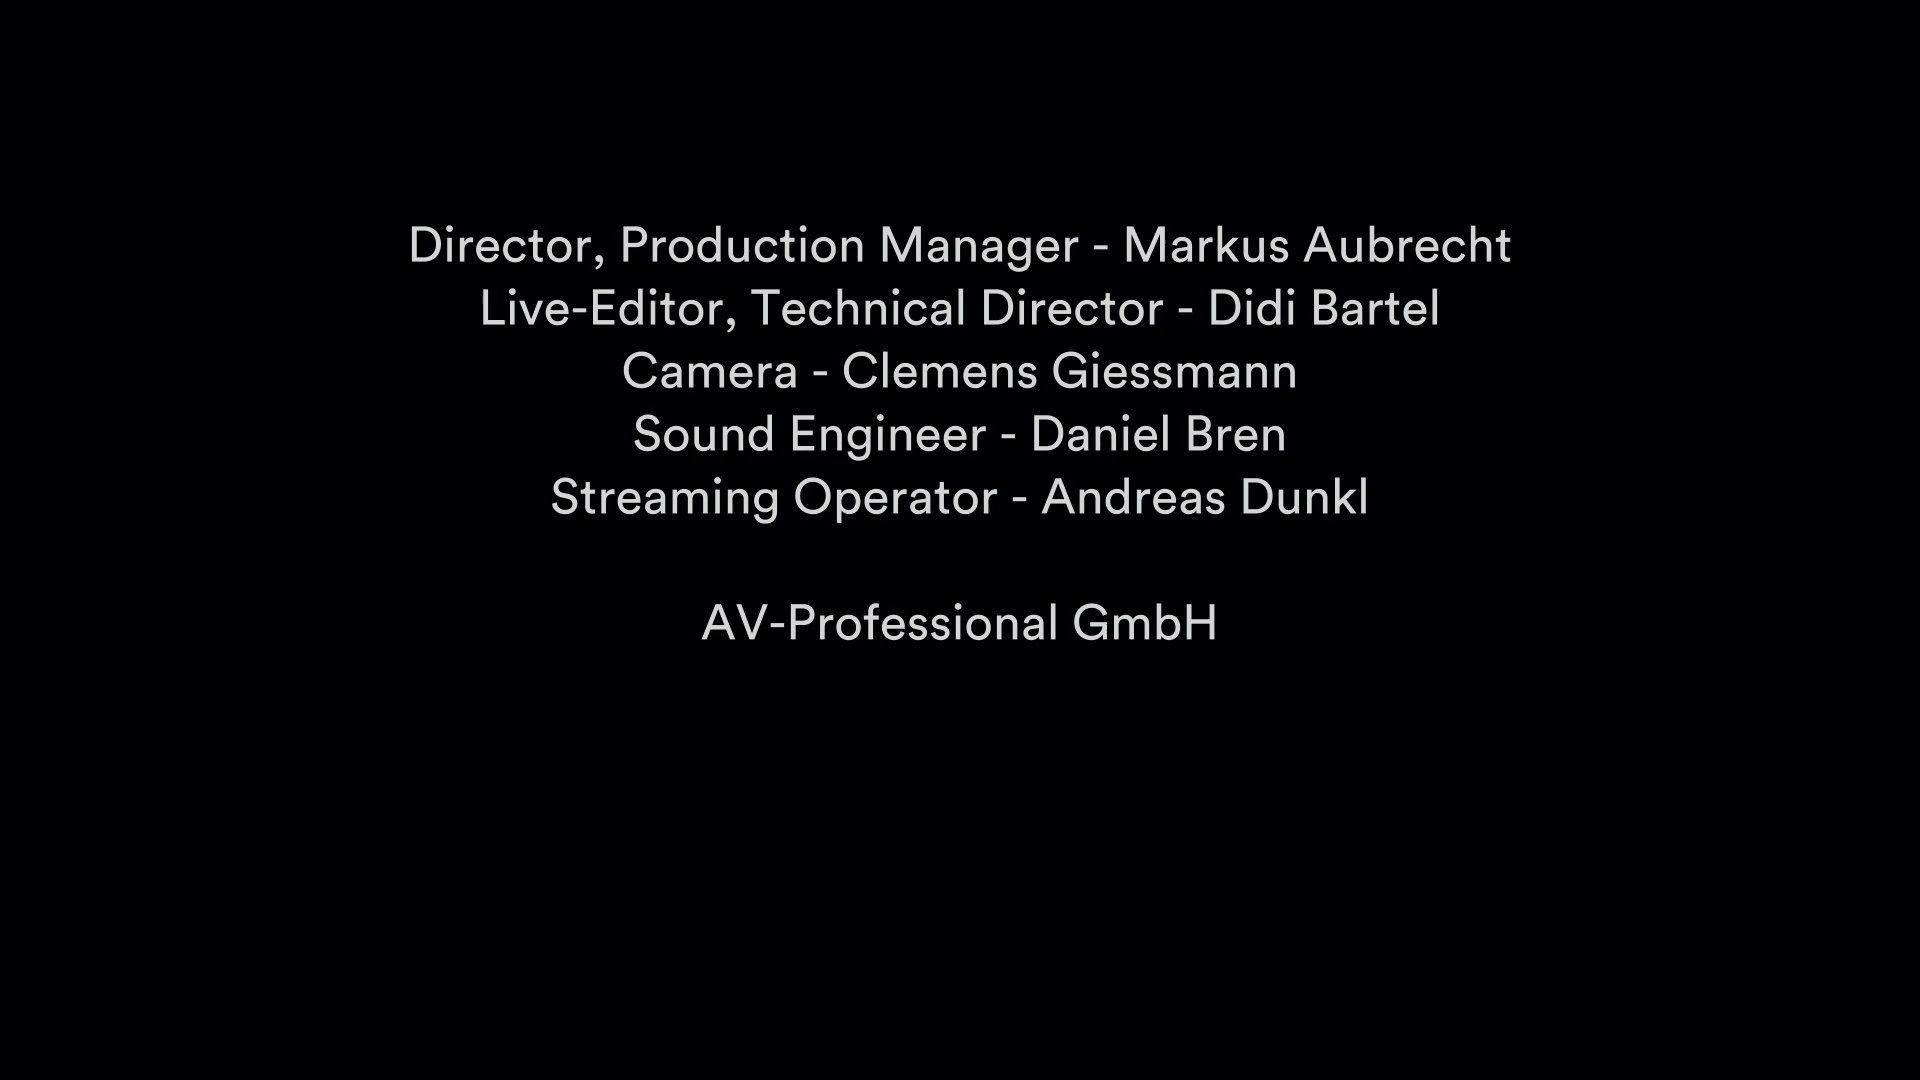 Director, Production Manager - Markus Aubrecht
Live-Editor, Technical Director - Didi Bartel
Camera - Clemens Giessmann
Sound Engineer - Daniel Bren
Streaming Operator - Andreas Dunkl
AV-Professional GmbH